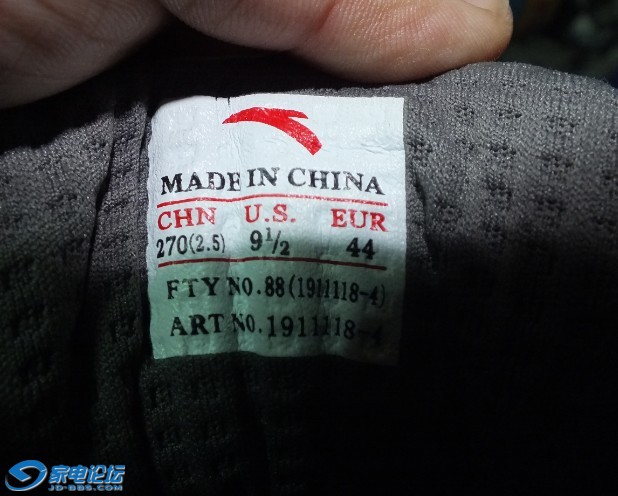 MADE IN CHINA
CHN U.S. EUR
270(2.5) 9½ 44
FTY NO.88(1911118-4)
ART NO.1911118-4
家电论坛
JD-BBS.COM